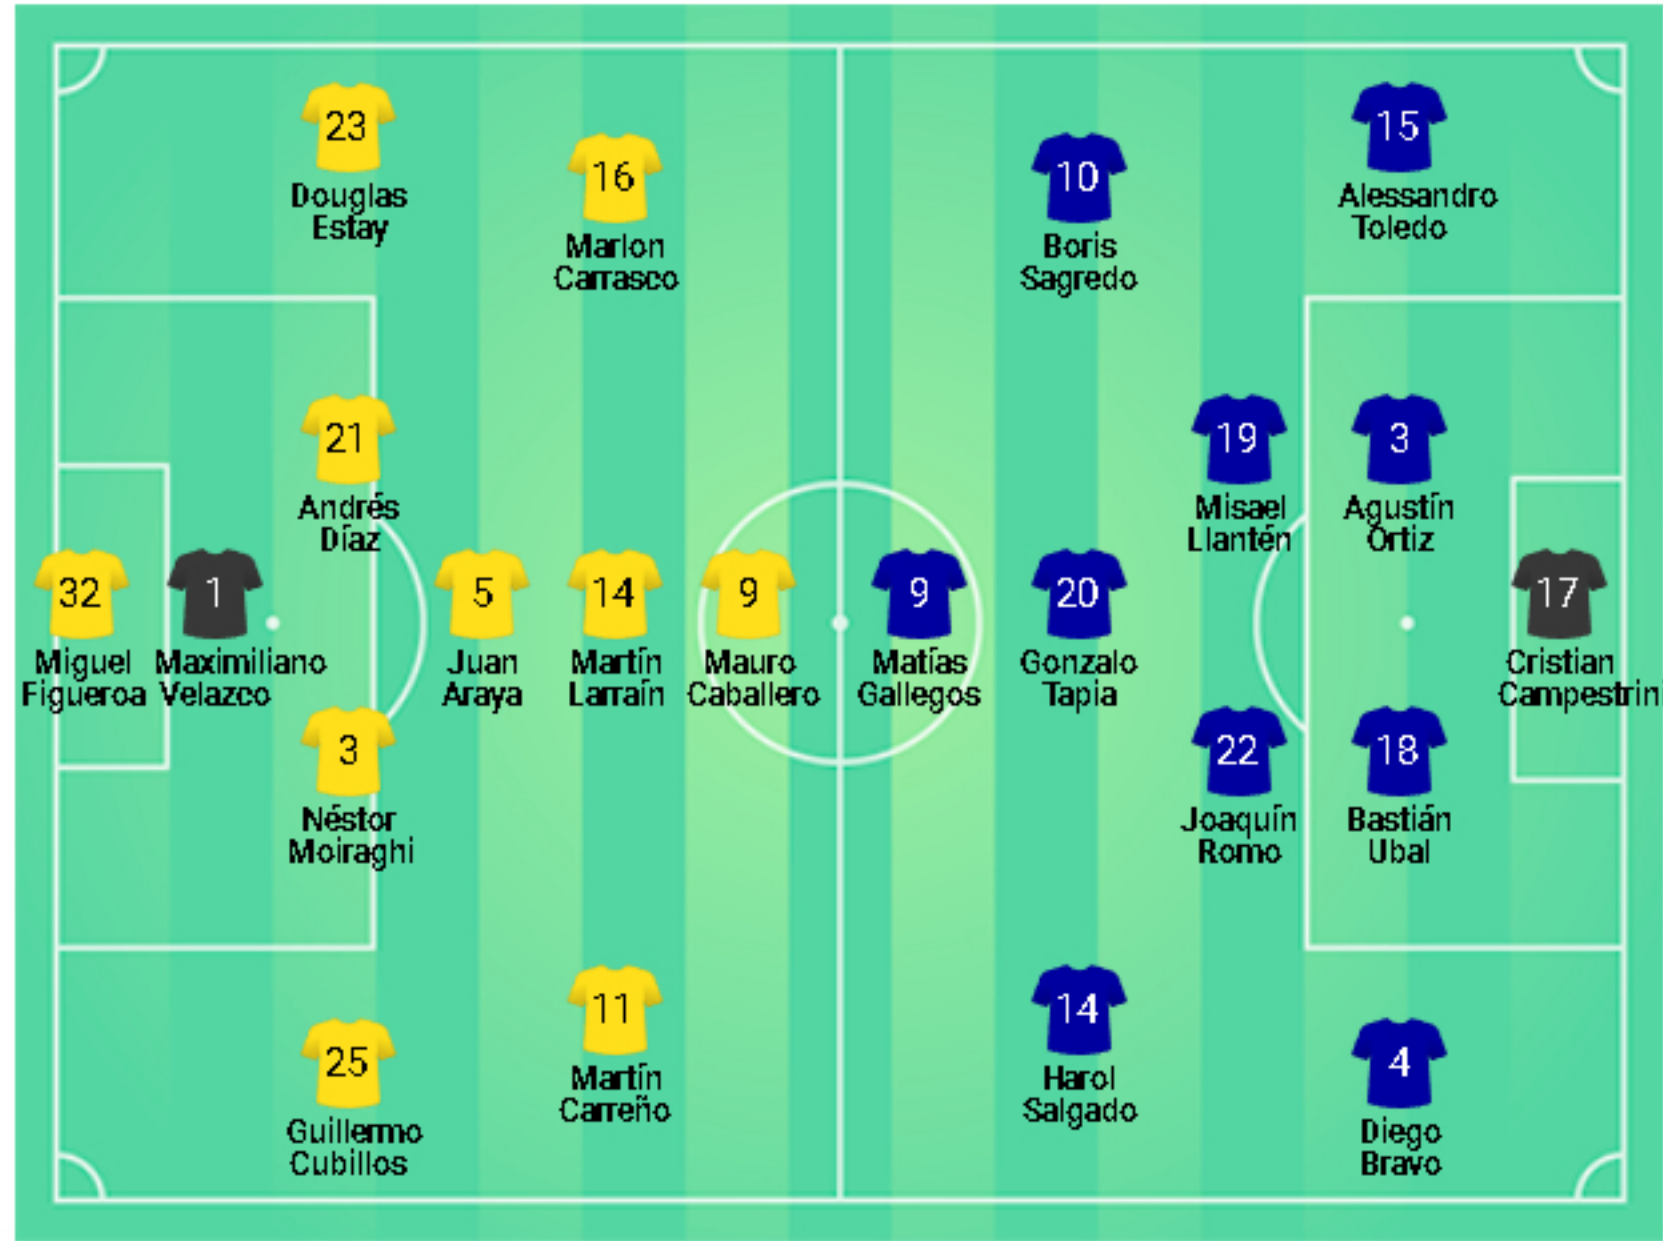 23
Douglas
Estay
16
Marlon
Carrasco
10
Boris
Sagredo
15
Alessandro
Toledo
21
Andrés
Díaz
19
Misael
Llantén
3
Agustín
Ortiz
32
Miguel
Figueroa
1
Maximiliano
Velazco
5
Juan
Araya
14
Martín
Larraín
9
Mauro
Caballero
9
Matías
Gallegos
20
Gonzalo
Tapia
17
Cristian
Campestrini
3
Néstor
Moiraghi
22
Joaquín
Romo
18
Bastián
Ubal
25
Guillermo
Cubillos
11
Martín
Carreño
14
Harol
Salgado
4
Diego
Bravo